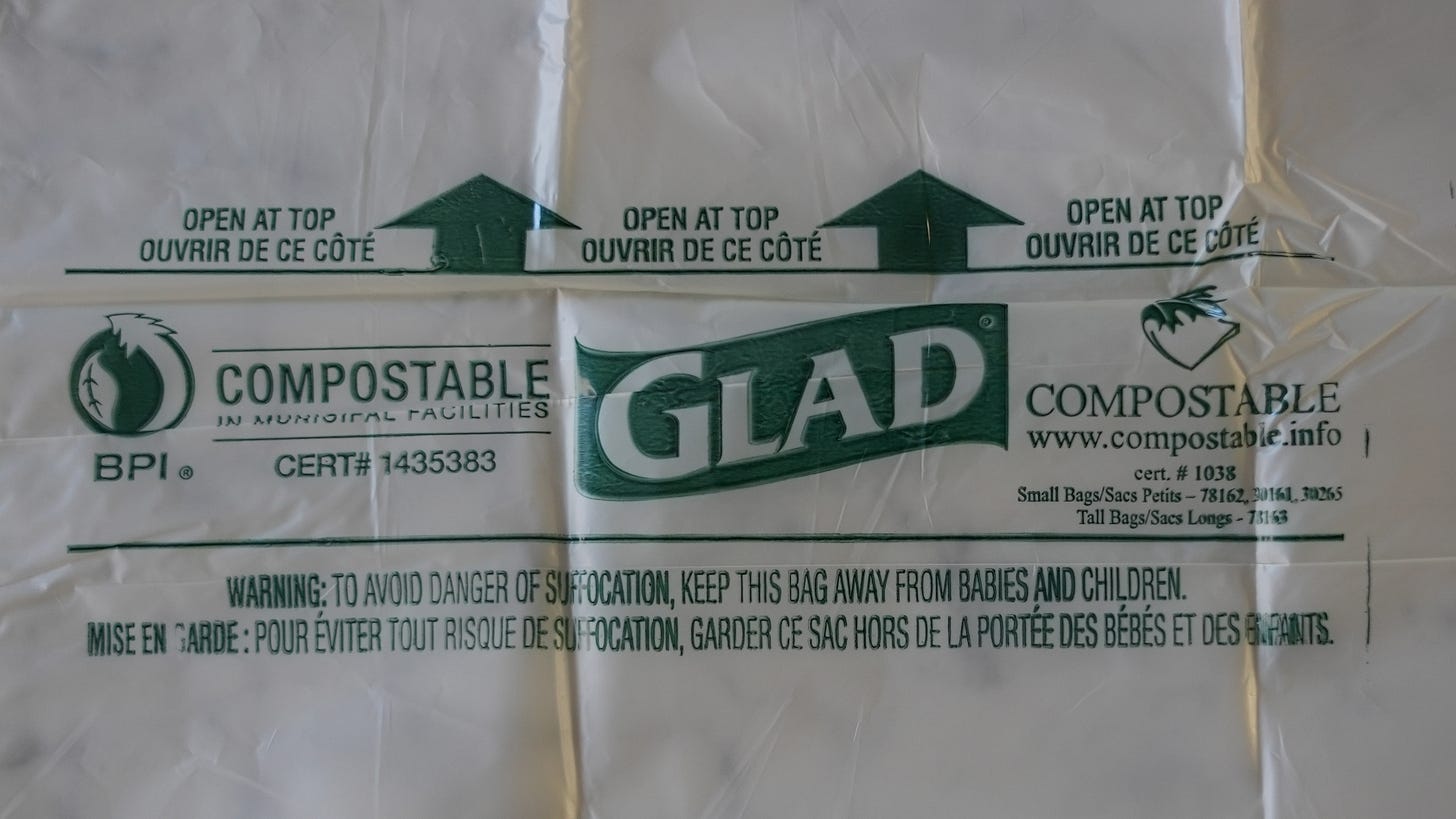 OPEN AT TOP
OUVRIR DE CE CÔTÉ
OPEN AT TOP
OUVRIR DE CE CÔTÉ
OPEN AT TOP
OUVRIR DE CE CÔTÉ
BPI ®
COMPOSTABLE
IN MUNICIPAL FACILITIES
CERT# 1435383
GLAD®
COMPOSTABLE
www.compostable.info
cert. # 1038
Small Bags/Sacs Petits – 78162, 30161, 30265
Tall Bags/Sacs Longs - 78163
WARNING: TO AVOID DANGER OF SUFFOCATION, KEEP THIS BAG AWAY FROM BABIES AND CHILDREN.
MISE EN GARDE : POUR ÉVITER TOUT RISQUE DE SUFFOCATION, GARDER CE SAC HORS DE LA PORTÉE DES BÉBÉS ET DES ENFANTS.